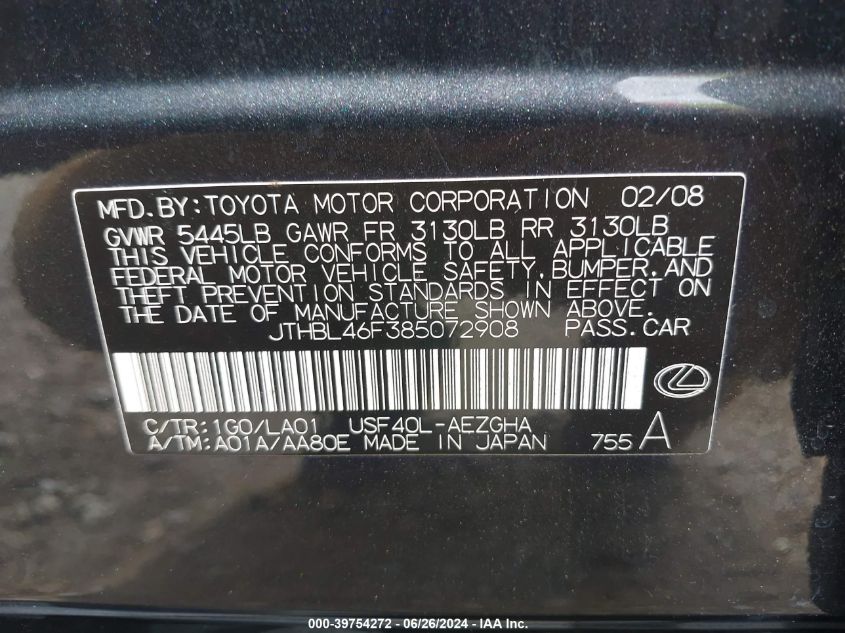 MFD.BY:TOYOTA MOTOR CORPORATION 02/08
GVWR 5445LB GAWR FR 3130LB RR 3130LB
THIS VEHICLE CONFORMS TO ALL APPLICABLE
FEDERAL MOTOR VEHICLE SAFETY,BUMPER,AND
THEFT PREVENTION STANDARDS IN EFFECT ON
THE DATE OF MANUFACTURE SHOWN ABOVE.
JTHBL46F385072908 PASS.CAR
C/TR:1G0/LA01 USF40L-AEZGHA
A/TM:A01A/AA80E MADE IN JAPAN 755A
000-39754272 - 06/26/2024 - IAA Inc.